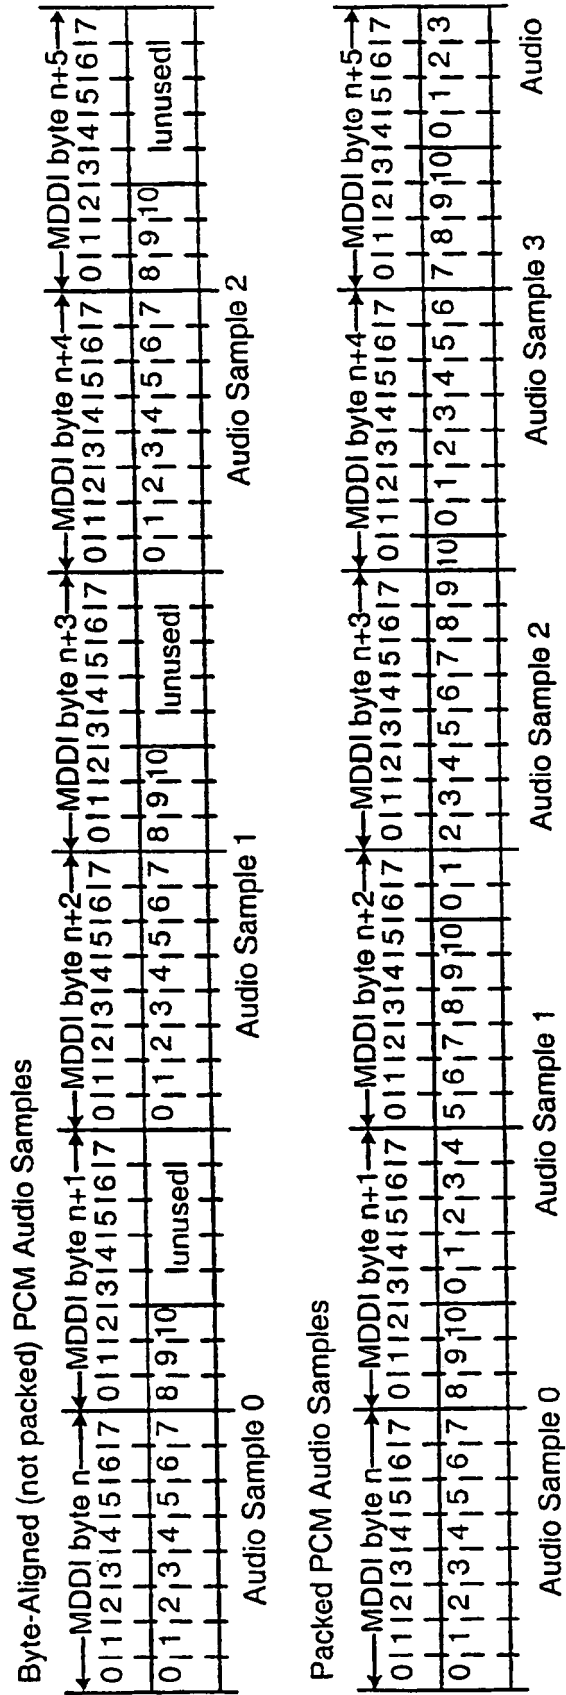 Byte-Aligned (not packed) PCM Audio Samples
MDDI byte n MDDI byte n+1 MDDI byte n+2 MDDI byte n+3 MDDI byte n+4 MDDI byte n+5
0 1 2 3 4 5 6 7 0 1 2 3 4 5 6 7 0 1 2 3 4 5 6 7 0 1 2 3 4 5 6 7 0 1 2 3 4 5 6 7 0 1 2 3 4 5 6 7
0 1 2 3 4 5 6 7 8 9 10 unused 0 1 2 3 4 5 6 7 8 9 10 unused 0 1 2 3 4 5 6 7 8 9 10 unused
Audio Sample 0 Audio Sample 1 Audio Sample 2
Packed PCM Audio Samples
MDDI byte n MDDI byte n+1 MDDI byte n+2 MDDI byte n+3 MDDI byte n+4 MDDI byte n+5
0 1 2 3 4 5 6 7 0 1 2 3 4 5 6 7 0 1 2 3 4 5 6 7 0 1 2 3 4 5 6 7 0 1 2 3 4 5 6 7 0 1 2 3 4 5 6 7
0 1 2 3 4 5 6 7 8 9 10 0 1 2 3 4 5 6 7 8 9 10 0 1 2 3 4 5 6 7 8 9 10 0 1 2 3 4 5 6 7 8 9 10 0 1 2 3
Audio Sample 0 Audio Sample 1 Audio Sample 2 Audio Sample 3 Audio